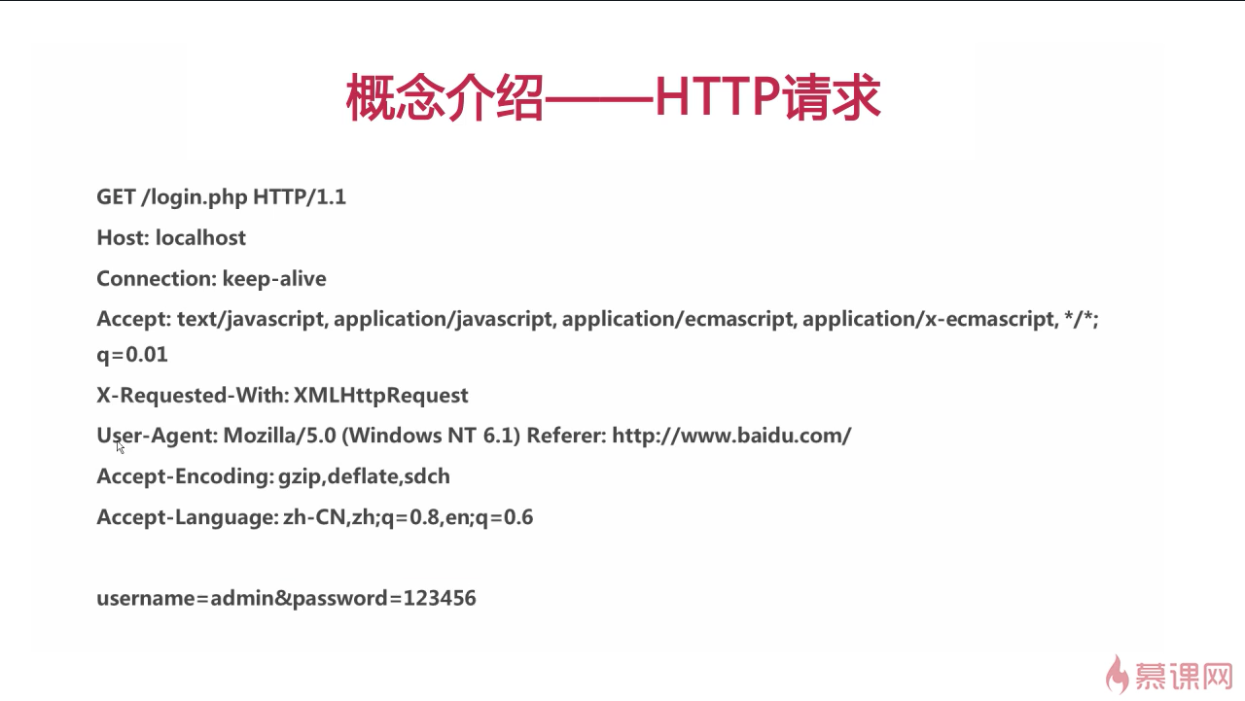 概念介绍——HTTP请求
GET /login.php HTTP/1.1
Host: localhost
Connection: keep-alive
Accept: text/javascript, application/javascript, application/ecmascript, application/x-ecmascript, */*;
q=0.01
X-Requested-With: XMLHttpRequest
User-Agent: Mozilla/5.0 (Windows NT 6.1) Referer: http://www.baidu.com/
Accept-Encoding: gzip,deflate,sdch
Accept-Language: zh-CN,zh;q=0.8,en;q=0.6
username=admin&password=123456
慕课网